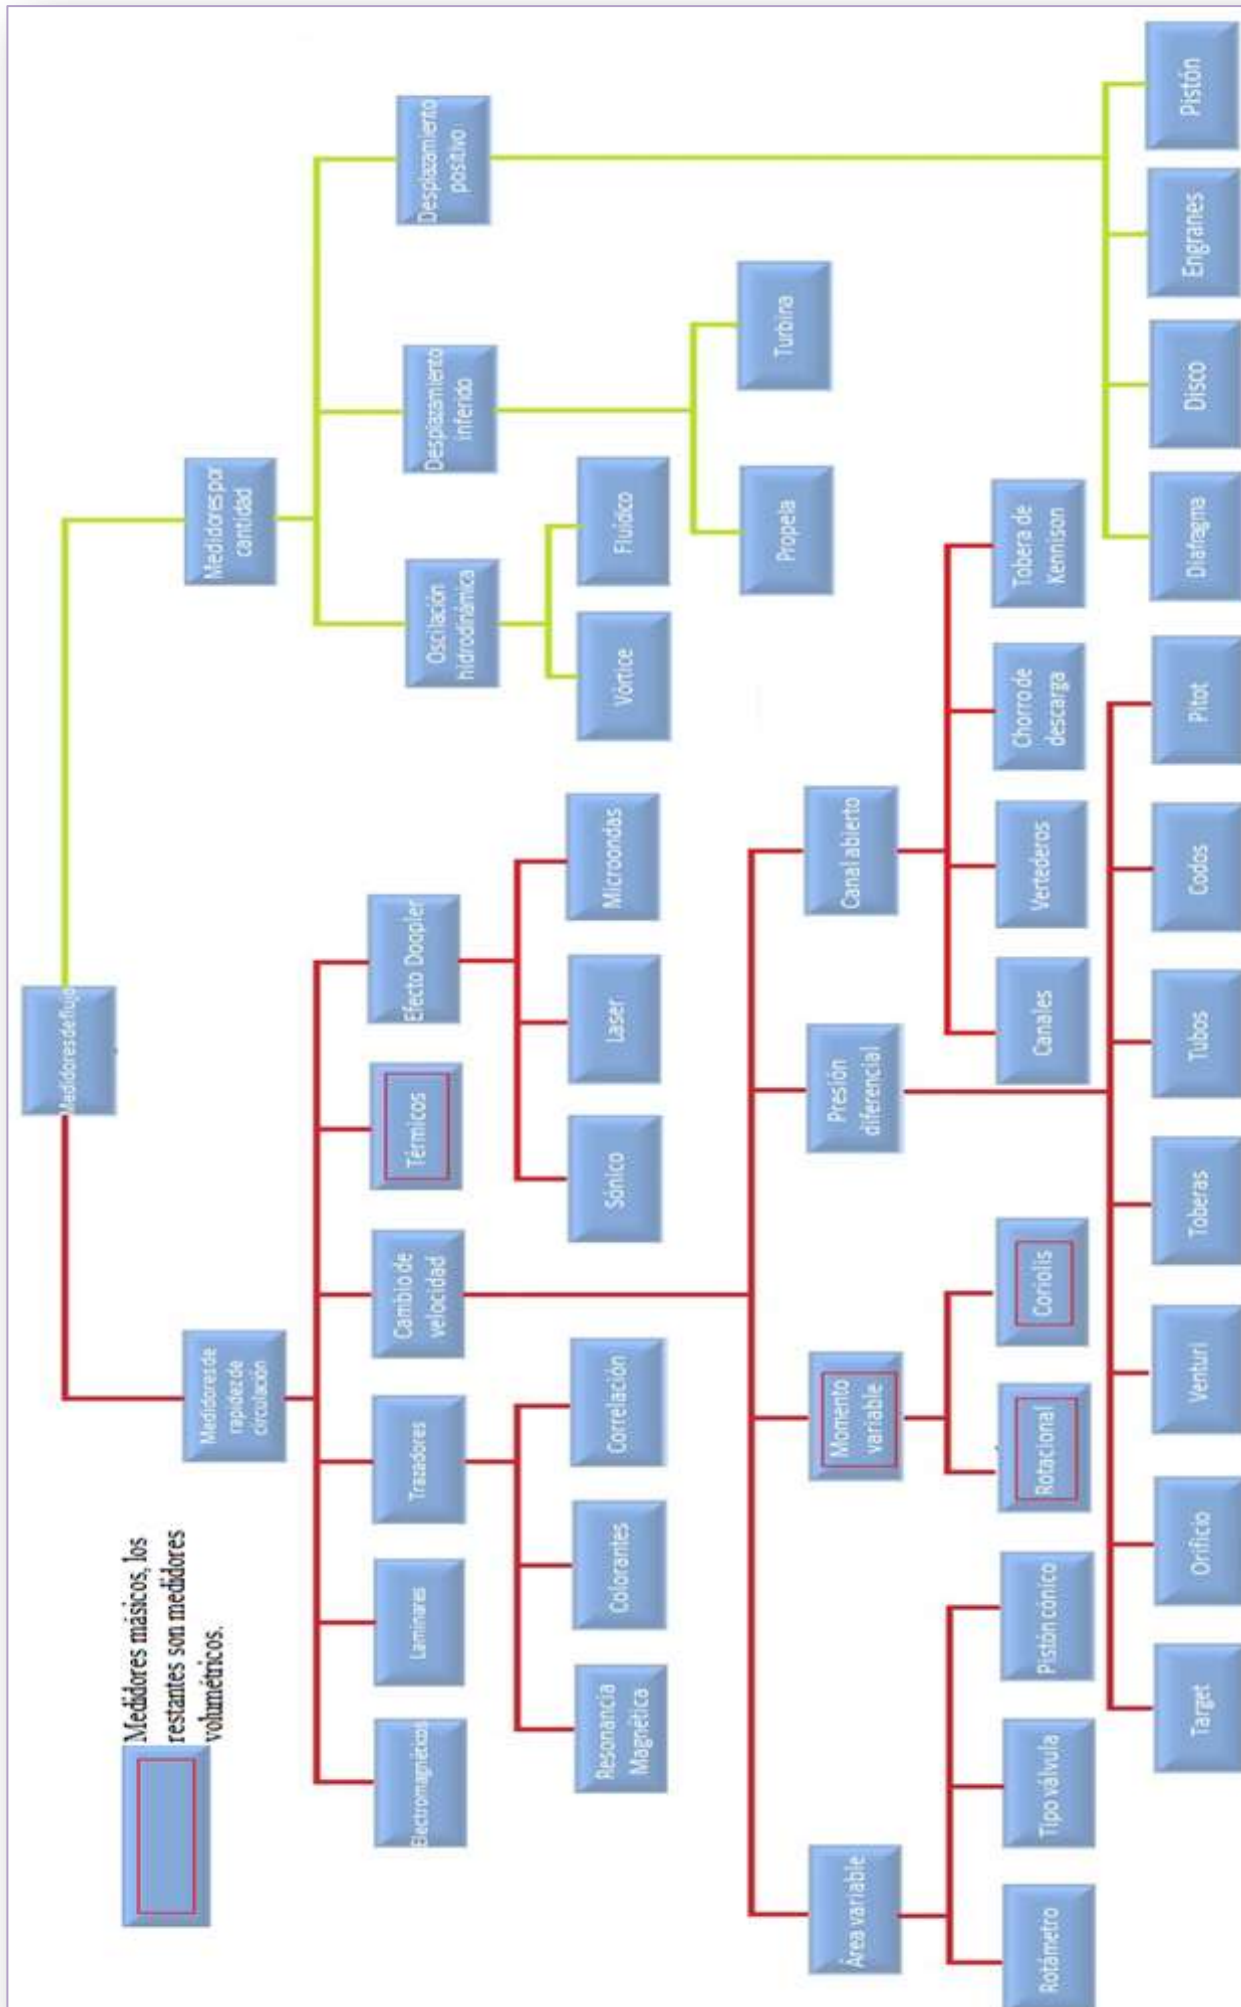 Medidores de flujo
Medidores másicos, los
restantes son medidores
volumétricos.
Medidores de
rapidez de
circulación
Medidores por
cantidad
Electromagnéticos
Laminares
Trazadores
Cambio de
velocidad
Térmicos
Efecto Doopler
Oscilación
hidrodinámica
Desplazamiento
inferido
Desplazamiento
positivo
Resonancia
Magnética
Colorantes
Correlación
Sónico
Laser
Microondas
Vórtice
Fluídico
Propela
Turbina
Área variable
Momento
variable
Presión
diferencial
Canal abierto
Rotámetro
Tipo válvula
Pistón cónico
Rotacional
Coriolis
Canales
Vertederos
Chorro de
descarga
Tobera de
Kennison
Target
Orificio
Venturi
Toberas
Tubos
Codos
Pitot
Diafragma
Disco
Engranes
Pistón